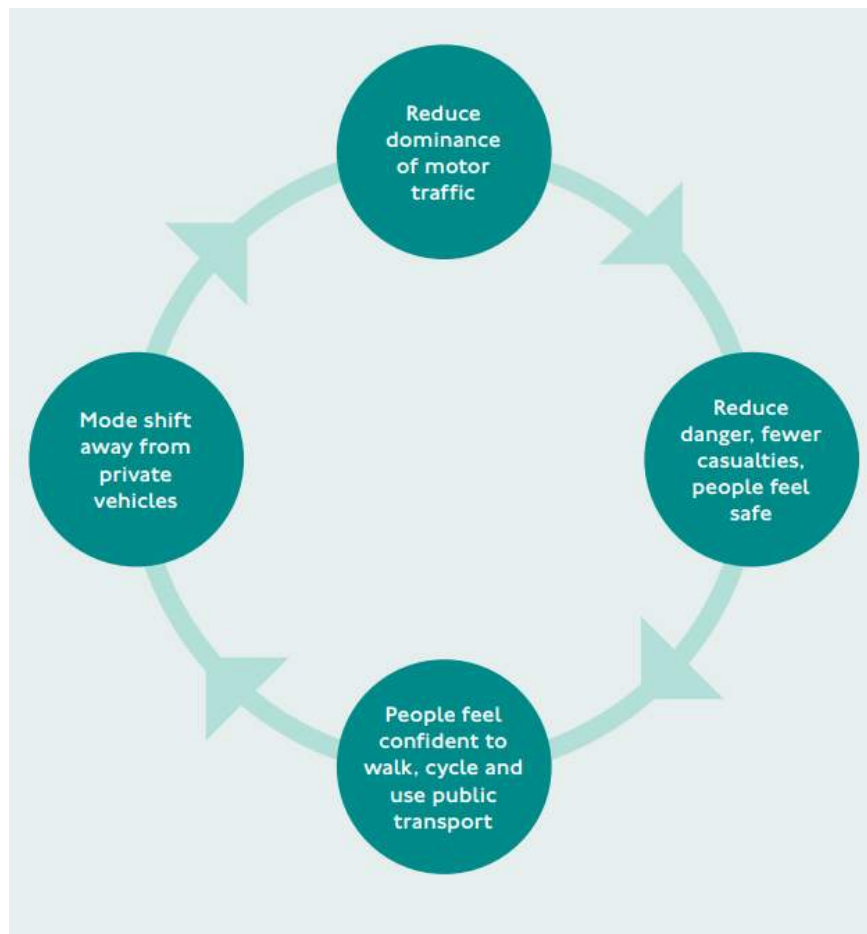 Reduce
dominance
of motor
traffic
Reduce
danger, fewer
casualties,
people feel
safe
People feel
confident to
walk, cycle and
use public
transport
Mode shift
away from
private
vehicles